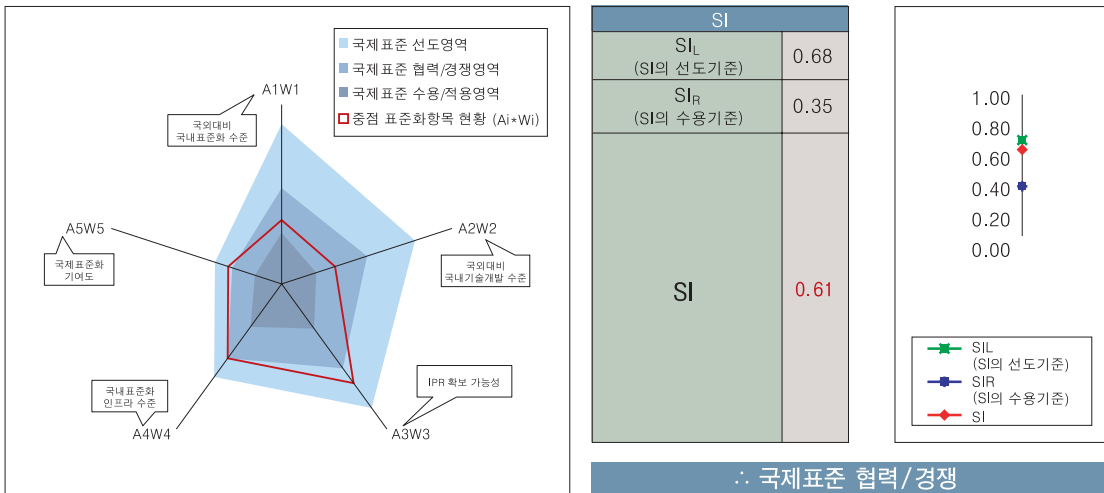 국제표준 선도영역
국제표준 협력/경쟁영역
국제표준 수용/적용영역
중점 표준화항목 현황 (Ai*Wi)
A1W1
국외대비
국내표준화 수준
A5W5
국제표준화
기여도
A2W2
국외대비
국내기술개발 수준
국내표준화
인프라 수준
A4W4
IPR 확보 가능성
A3W3
SI
SIL
(SI의 선도기준)
0.68
SIR
(SI의 수용기준)
0.35
SI
0.61
1.00
0.80
0.60
0.40
0.20
0.00
SIL
(SI의 선도기준)
SIR
(SI의 수용기준)
SI
∴ 국제표준 협력/경쟁